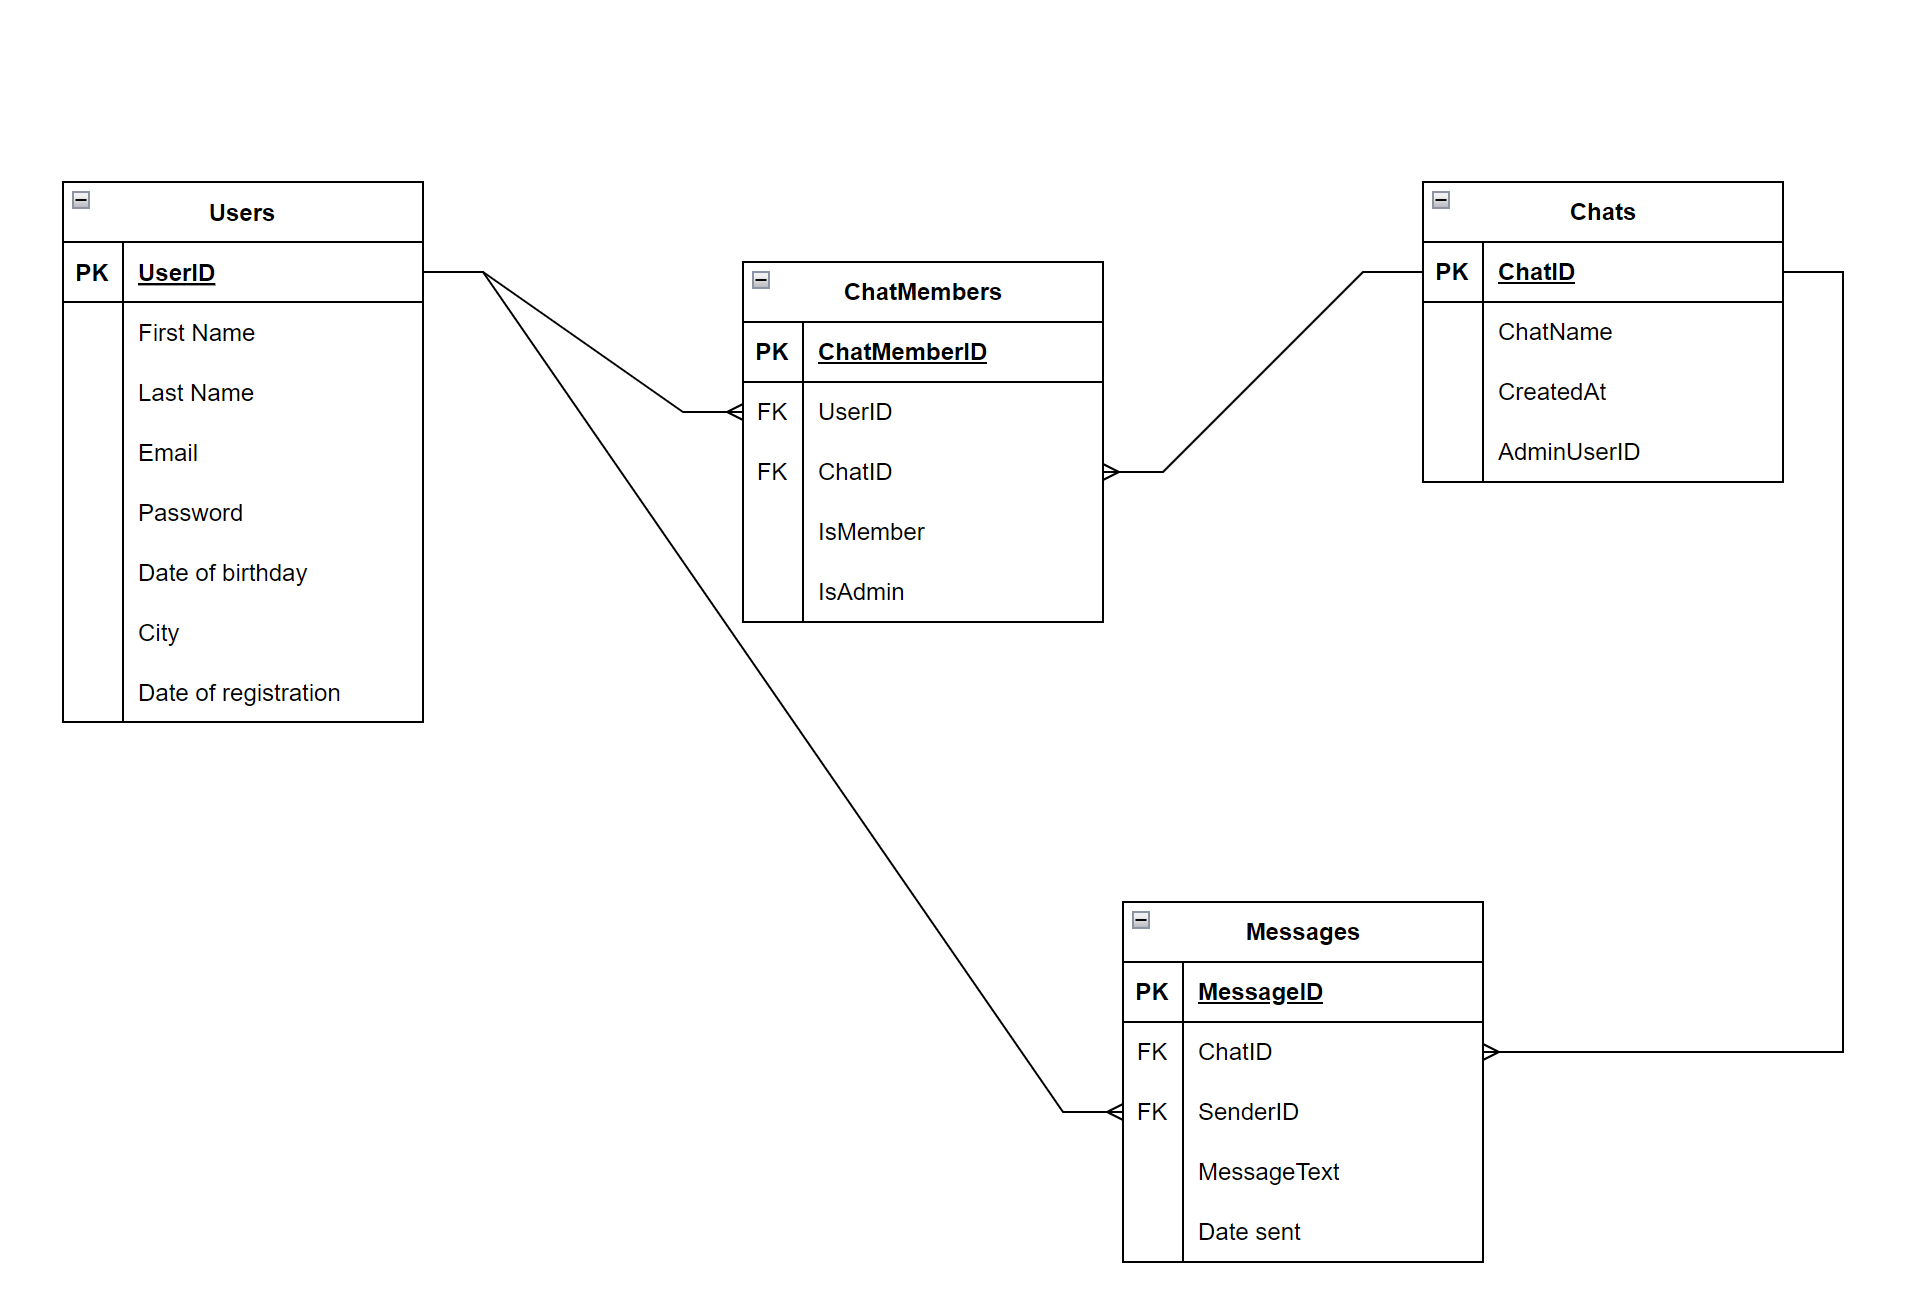 Users
PK UserID
First Name
Last Name
Email
Password
Date of birthday
City
Date of registration
ChatMembers
PK ChatMemberID
FK UserID
FK ChatID
IsMember
IsAdmin
Chats
PK ChatID
ChatName
CreatedAt
AdminUserID
Messages
PK MessageID
FK ChatID
FK SenderID
MessageText
Date sent